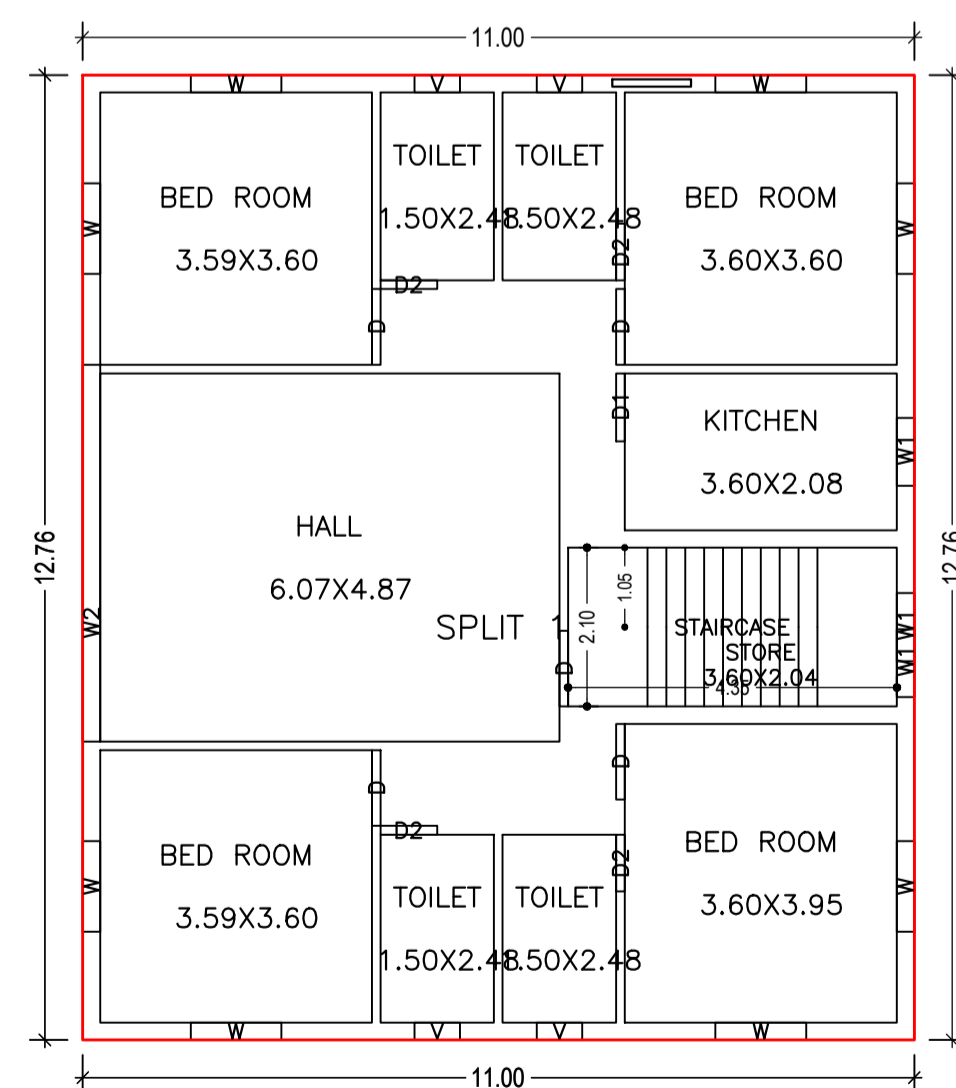 11.00
W
V
V
W
TOILET
TOILET
BED ROOM
BED ROOM
1.50X2.48
1.50X2.48
W
W
D2
3.59X3.60
3.60X3.60
D2
D
D
D1
KITCHEN
W1
3.60X2.08
HALL
12.76
12.76
6.07X4.87
1.05
2.10
W2
SPLIT 1
STAIRCASE
W1
STORE
D
W1
3.60X2.04
4.35
D
D
D2
BED ROOM
BED ROOM
D2
W
W
TOILET
TOILET
3.59X3.60
3.60X3.95
1.50X2.48
1.50X2.48
W
V
V
W
11.00